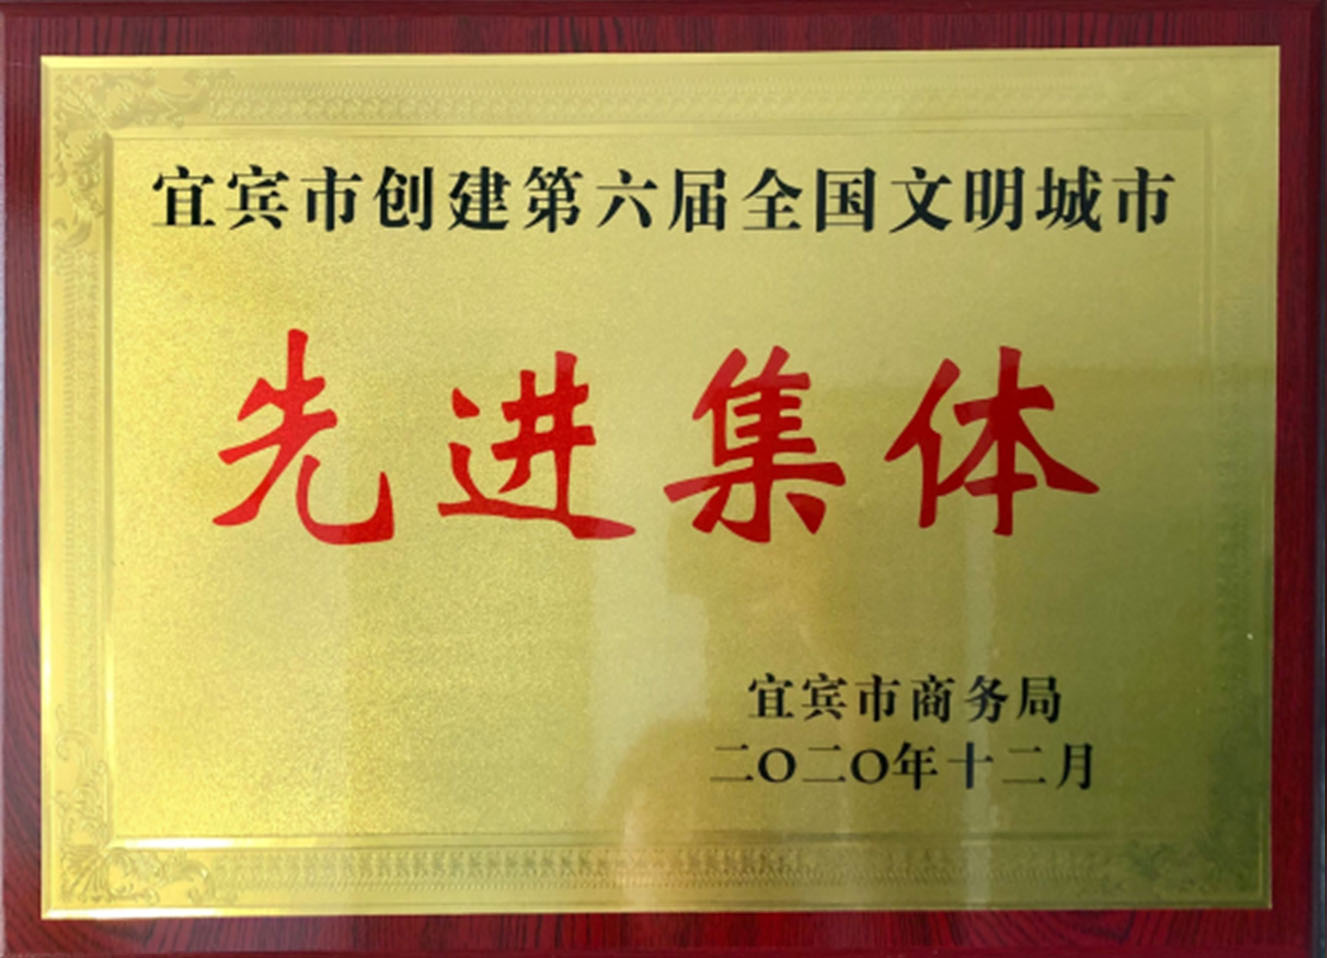 宜宾市创建第六届全国文明城市
先进集体
宜宾市商务局
二〇二〇年十二月